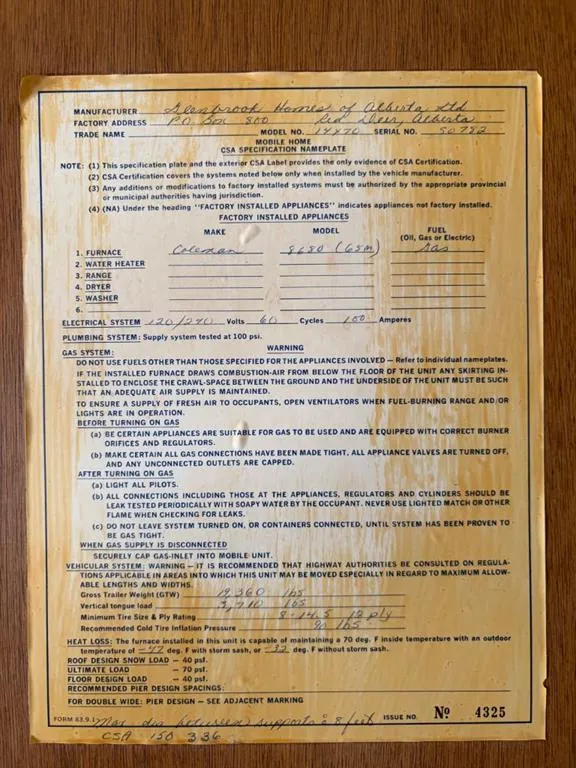 MANUFACTURER Glenbrook Homes of Alberta Ltd
FACTORY ADDRESS P.O. Box 800 Red Deer, Alberta
TRADE NAME MODEL NO. 14x70 SERIAL NO. S0782
MOBILE HOME
CSA SPECIFICATION NAMEPLATE
NOTE: (1) This specification plate and the exterior CSA Label provides the only evidence of CSA Certification.
(2) CSA Certification covers the systems noted below only when installed by the vehicle manufacturer.
(3) Any additions or modifications to factory installed systems must be authorized by the appropriate provincial
or municipal authorities having jurisdiction.
(4) (NA) Under the heading "FACTORY INSTALLED APPLIANCES" indicates appliances not factory installed.
FACTORY INSTALLED APPLIANCES
MAKE MODEL FUEL
(Oil, Gas or Electric)
1. FURNACE Coleman 8680 (65M) Gas
2. WATER HEATER
3. RANGE
4. DRYER
5. WASHER
6.
ELECTRICAL SYSTEM 120/240 Volts 60 Cycles 100 Amperes
PLUMBING SYSTEM: Supply system tested at 100 psi.
WARNING
GAS SYSTEM:
DO NOT USE FUELS OTHER THAN THOSE SPECIFIED FOR THE APPLIANCES INVOLVED — Refer to individual nameplates.
IF THE INSTALLED FURNACE DRAWS COMBUSTION-AIR FROM BELOW THE FLOOR OF THE UNIT ANY SKIRTING IN-
STALLED TO ENCLOSE THE CRAWL-SPACE BETWEEN THE GROUND AND THE UNDERSIDE OF THE UNIT MUST BE SUCH
THAT AN ADEQUATE AIR SUPPLY IS MAINTAINED.
TO ENSURE A SUPPLY OF FRESH AIR TO OCCUPANTS, OPEN VENTILATORS WHEN FUEL-BURNING RANGE AND/OR
LIGHTS ARE IN OPERATION.
BEFORE TURNING ON GAS
(a) BE CERTAIN APPLIANCES ARE SUITABLE FOR GAS TO BE USED AND ARE EQUIPPED WITH CORRECT BURNER
ORIFICES AND REGULATORS.
(b) MAKE CERTAIN ALL GAS CONNECTIONS HAVE BEEN MADE TIGHT, ALL APPLIANCE VALVES ARE TURNED OFF,
AND ANY UNCONNECTED OUTLETS ARE CAPPED.
AFTER TURNING ON GAS
(a) LIGHT ALL PILOTS.
(b) ALL CONNECTIONS INCLUDING THOSE AT THE APPLIANCES, REGULATORS AND CYLINDERS SHOULD BE
LEAK TESTED PERIODICALLY WITH SOAPY WATER BY THE OCCUPANT. NEVER USE LIGHTED MATCH OR OTHER
FLAME WHEN CHECKING FOR LEAKS.
(c) DO NOT LEAVE SYSTEM TURNED ON, OR CONTAINERS CONNECTED, UNTIL SYSTEM HAS BEEN PROVEN TO
BE GAS TIGHT.
WHEN GAS SUPPLY IS DISCONNECTED
SECURELY CAP GAS-INLET INTO MOBILE UNIT.
VEHICULAR SYSTEM: WARNING — IT IS RECOMMENDED THAT HIGHWAY AUTHORITIES BE CONSULTED ON REGULA-
TIONS APPLICABLE IN AREAS INTO WHICH THIS UNIT MAY BE MOVED ESPECIALLY IN REGARD TO MAXIMUM ALLOW-
ABLE LENGTHS AND WIDTHS.
Gross Trailer Weight (GTW) 19,360 lbs
Vertical tongue load 3,710 lbs
Minimum Tire Size & Ply Rating 8-14.5 12 ply
Recommended Cold Tire Inflation Pressure 90 lbs
HEAT LOSS: The furnace installed in this unit is capable of maintaining a 70 deg. F inside temperature with an outdoor
temperature of -47 deg. F with storm sash, or -32 deg. F without storm sash.
ROOF DESIGN SNOW LOAD — 40 psf.
ULTIMATE LOAD — 70 psf.
FLOOR DESIGN LOAD — 40 psf.
RECOMMENDED PIER DESIGN SPACINGS:
FOR DOUBLE WIDE: PIER DESIGN — SEE ADJACENT MARKING
FORM 83.9.1 Max dis between supports 8 feet ISSUE NO. Nº 4325
CSA 150 336